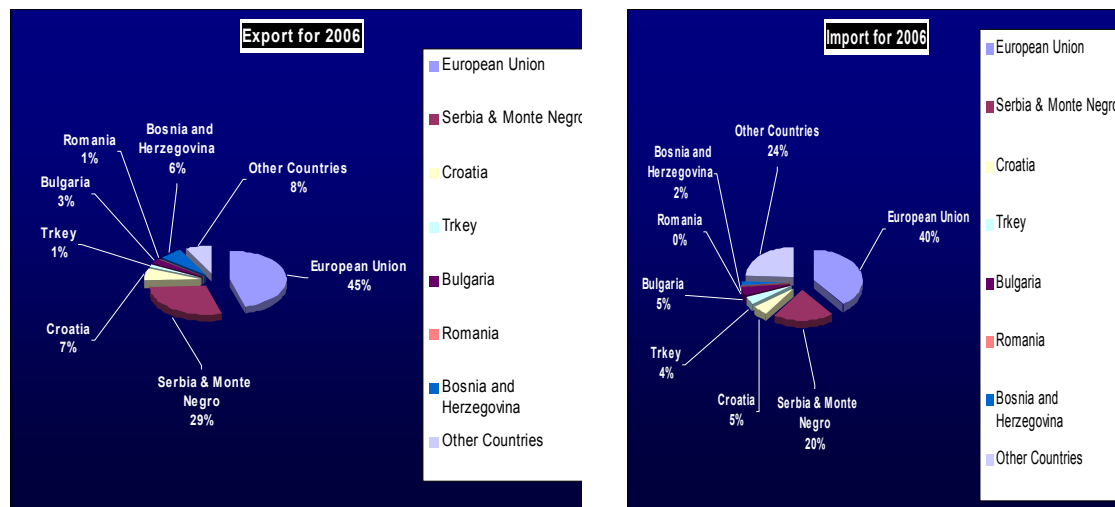 Export for 2006
European Union
Serbia & Monte Negro
Croatia
Trkey
Bulgaria
Romania
Bosnia and
Herzegovina
Other Countries
Bosnia and
Herzegovina
6%
Romania
1%
Other Countries
8%
Bulgaria
3%
Trkey
1%
European Union
45%
Croatia
7%
Serbia & Monte
Negro
29%
Import for 2006
European Union
Serbia & Monte Negro
Croatia
Trkey
Bulgaria
Romania
Bosnia and
Herzegovina
Other Countries
Other Countries
24%
Bosnia and
Herzegovina
2%
Romania
0%
European Union
40%
Bulgaria
5%
Trkey
4%
Croatia
5%
Serbia & Monte
Negro
20%